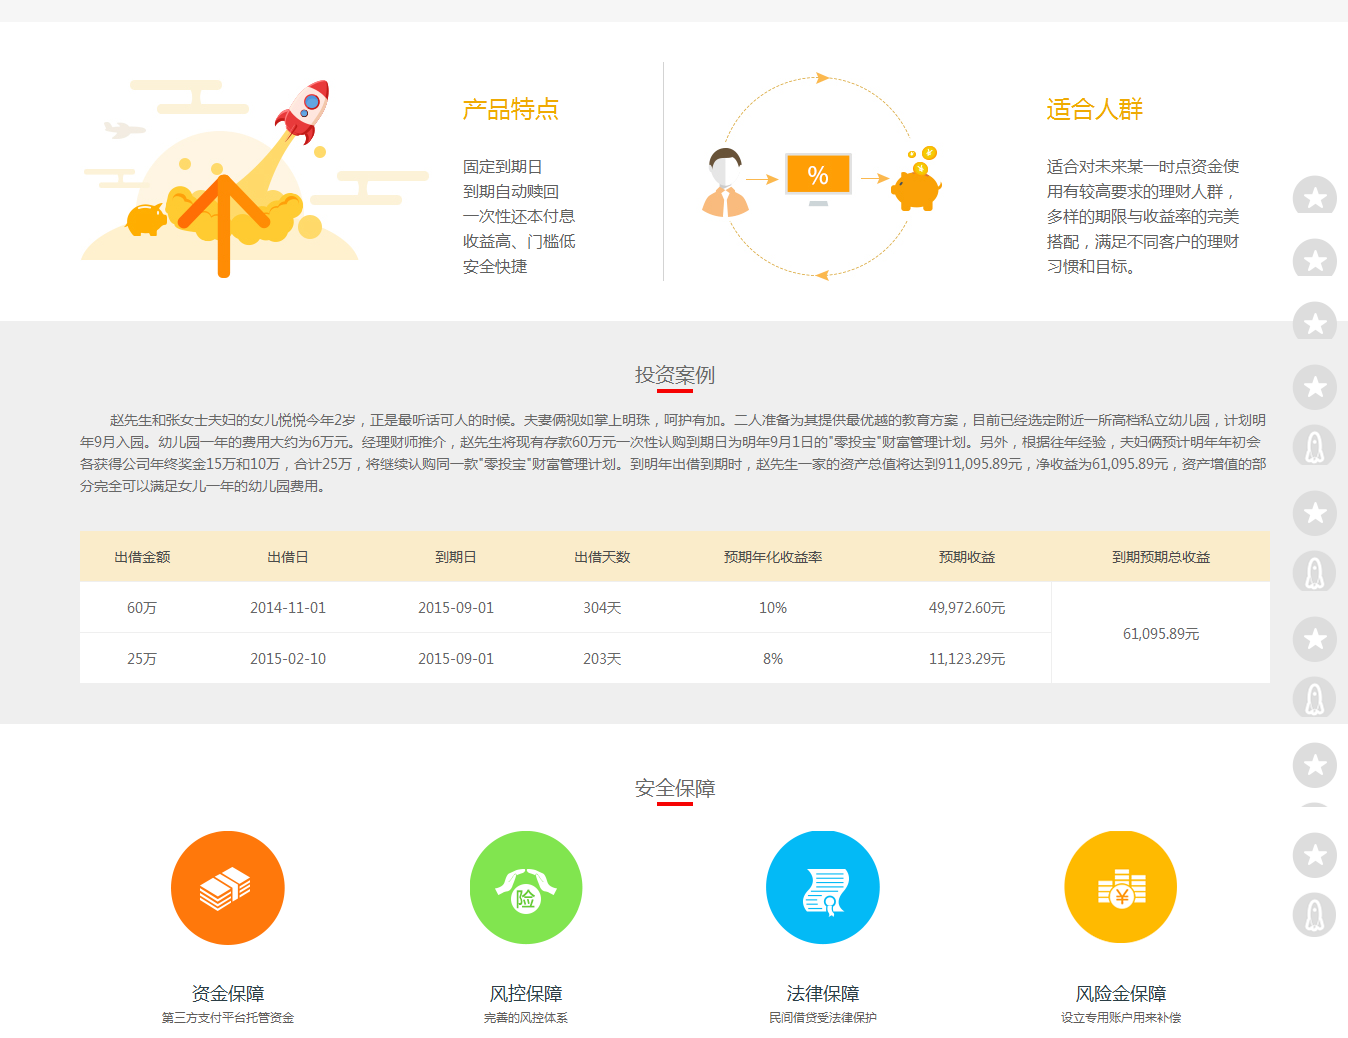 产品特点
固定到期日
到期自动赎回
一次性还本付息
收益高、门槛低
安全快捷
%
¥
¥
¥
适合人群
适合对未来某一时点资金使
用有较高要求的理财人群，
多样的期限与收益率的完美
搭配，满足不同客户的理财
习惯和目标。
投资案例
赵先生和张女士夫妇的女儿悦悦今年2岁，正是最听话可人的时候。夫妻俩视如掌上明珠，呵护有加。二人准备为其提供最优越的教育方案，目前已经选定附近一所高档私立幼儿园，计划明
年9月入园。幼儿园一年的费用大约为6万元。经理财师推介，赵先生将现有存款60万元一次性认购到期日为明年9月1日的"零投宝"财富管理计划。另外，根据往年经验，夫妇俩预计明年年初会
各获得公司年终奖金15万和10万，合计25万，将继续认购同一款"零投宝"财富管理计划。到明年出借到期时，赵先生一家的资产总值将达到911,095.89元，净收益为61,095.89元，资产增值的部
分完全可以满足女儿一年的幼儿园费用。
出借金额 出借日 到期日 出借天数 预期年化收益率 预期收益 到期预期总收益
60万 2014-11-01 2015-09-01 304天 10% 49,972.60元
61,095.89元
25万 2015-02-10 2015-09-01 203天 8% 11,123.29元
安全保障
险
¥
资金保障 风控保障 法律保障 风险金保障
第三方支付平台托管资金 完善的风控体系 民间借贷受法律保护 设立专用账户用来补偿